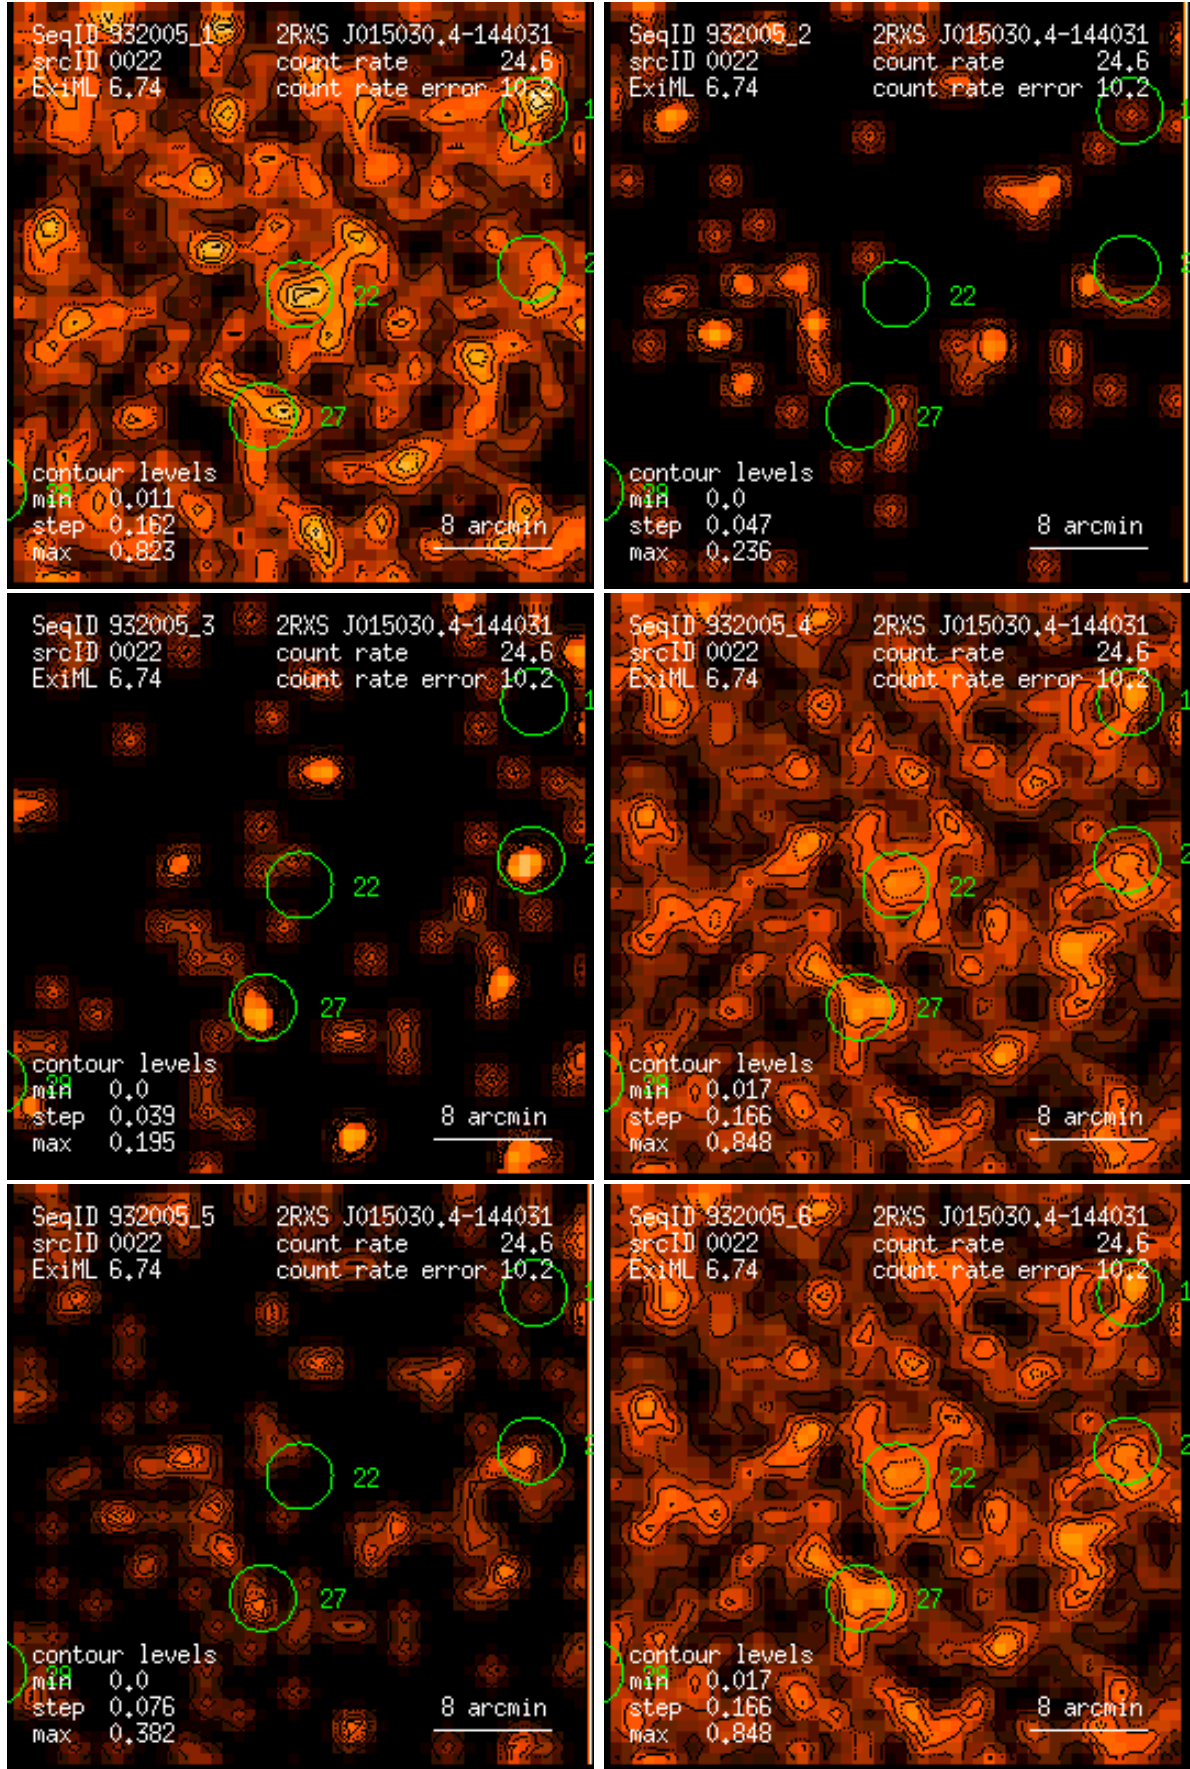 SeqID 932005_1 2RXS J015030.4-144031
srcID 0022 count rate 24.6
ExiML 6.74 count rate error 10.2
1
2
22
27
contour levels
min 0.011
step 0.162 8 arcmin
max 0.823
SeqID 932005_2 2RXS J015030.4-144031
srcID 0022 count rate 24.6
ExiML 6.74 count rate error 10.2
1
2
22
27
contour levels
min 0.0
step 0.047 8 arcmin
max 0.236
SeqID 932005_3 2RXS J015030.4-144031
srcID 0022 count rate 24.6
ExiML 6.74 count rate error 10.2
1
2
22
27
contour levels
min 0.0
step 0.039 8 arcmin
max 0.195
SeqID 932005_4 2RXS J015030.4-144031
srcID 0022 count rate 24.6
ExiML 6.74 count rate error 10.2
1
2
22
27
contour levels
min 0.017
step 0.166 8 arcmin
max 0.848
SeqID 932005_5 2RXS J015030.4-144031
srcID 0022 count rate 24.6
ExiML 6.74 count rate error 10.2
1
2
22
27
contour levels
min 0.0
step 0.076 8 arcmin
max 0.382
SeqID 932005_6 2RXS J015030.4-144031
srcID 0022 count rate 24.6
ExiML 6.74 count rate error 10.2
1
2
22
27
contour levels
min 0.017
step 0.166 8 arcmin
max 0.848